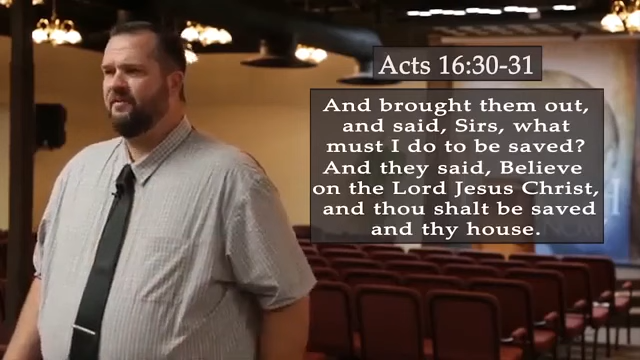 Acts 16:30-31
And brought them out,
and said, Sirs, what
must I do to be saved?
And they said, Believe
on the Lord Jesus Christ,
and thou shalt be saved
and thy house.